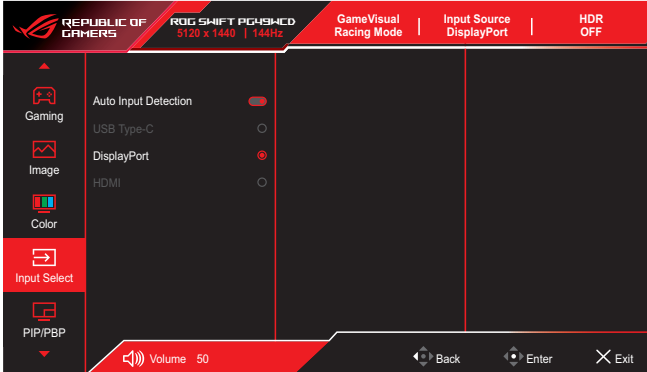 REPUBLIC OF
GAMERS
ROG SWIFT PG49WCD
5120 x 1440 | 144Hz
GameVisual
Racing Mode
Input Source
DisplayPort
HDR
OFF
Gaming
Image
Color
Input Select
PIP/PBP
Auto Input Detection
USB Type-C
DisplayPort
HDMI
Volume 50
Back
Enter
Exit